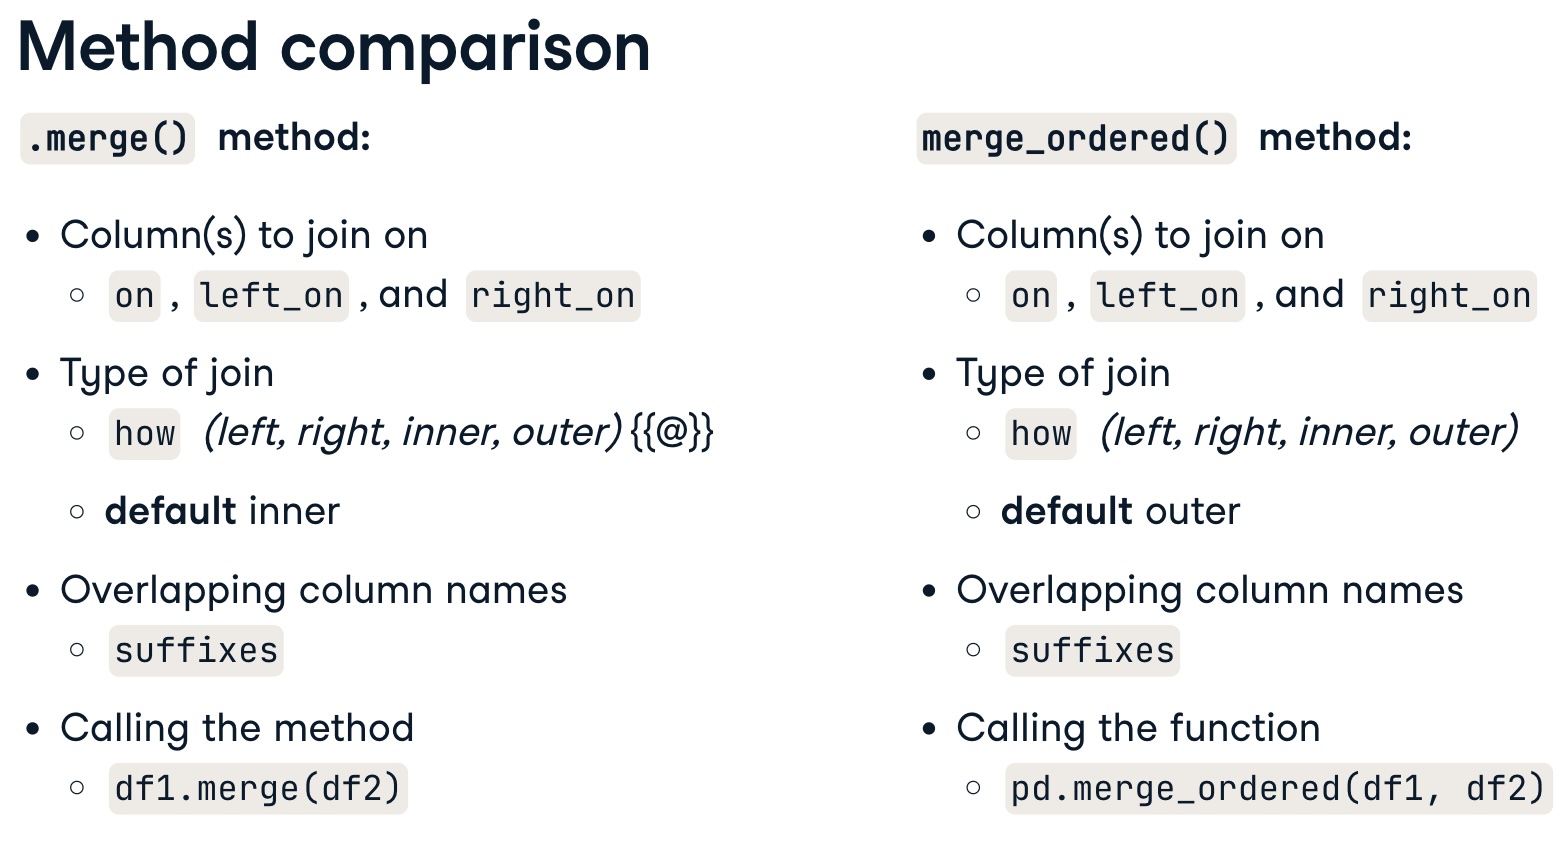 Method comparison
.merge() method:
• Column(s) to join on
○ on , left_on , and right_on
• Type of join
○ how (left, right, inner, outer) {{@}}
○ default inner
• Overlapping column names
○ suffixes
• Calling the method
○ df1.merge(df2)
merge_ordered() method:
• Column(s) to join on
○ on , left_on , and right_on
• Type of join
○ how (left, right, inner, outer)
○ default outer
• Overlapping column names
○ suffixes
• Calling the function
○ pd.merge_ordered(df1, df2)